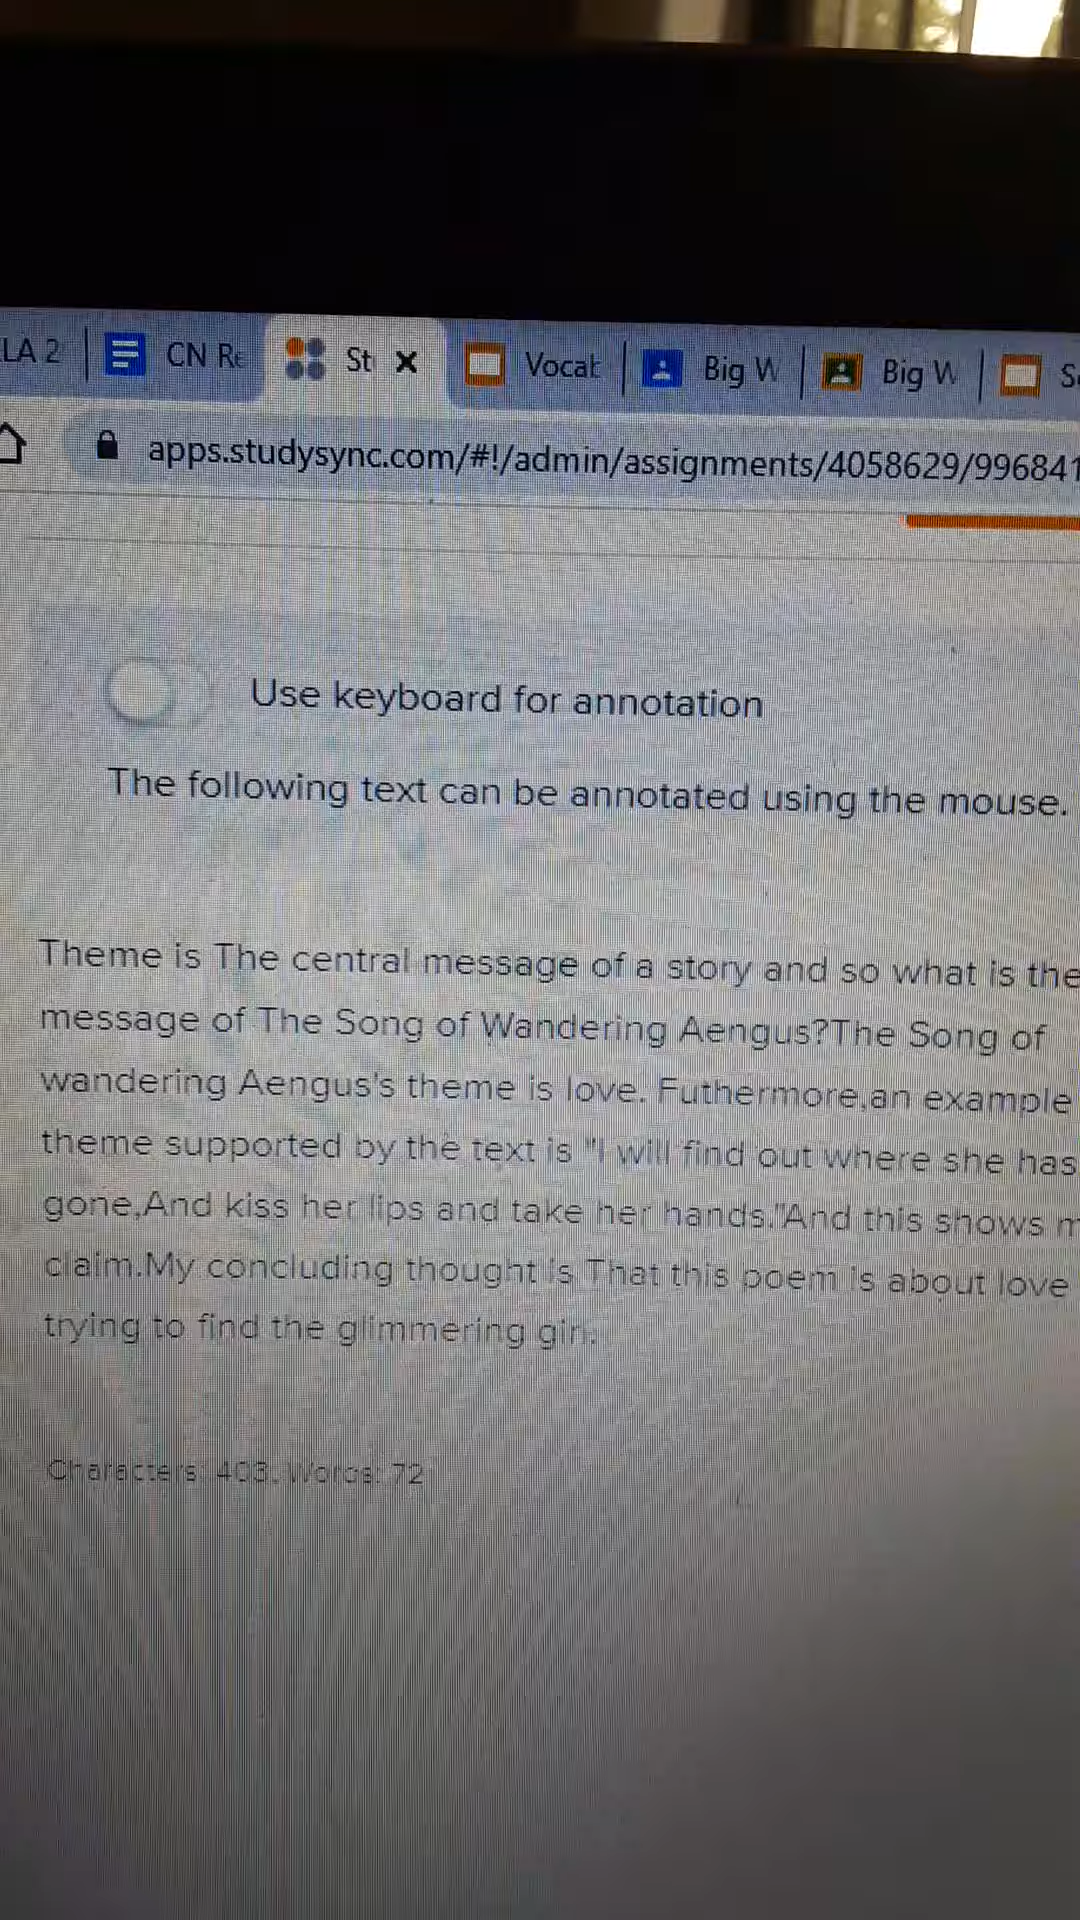 LA 2 CN Re St Vocab Big W Big W S
apps.studysync.com/#!/admin/assignments/4058629/996841
Use keyboard for annotation
The following text can be annotated using the mouse.
Theme is The central message of a story and so what is the
message of The Song of Wandering Aengus?The Song of
wandering Aengus's theme is love. Futhermore,an example
theme supported by the text is "I will find out where she has
gone,And kiss her lips and take her hands."And this shows m
claim.My concluding thought is That this poem is about love
trying to find the glimmering girl.
Characters: 403, Words: 72